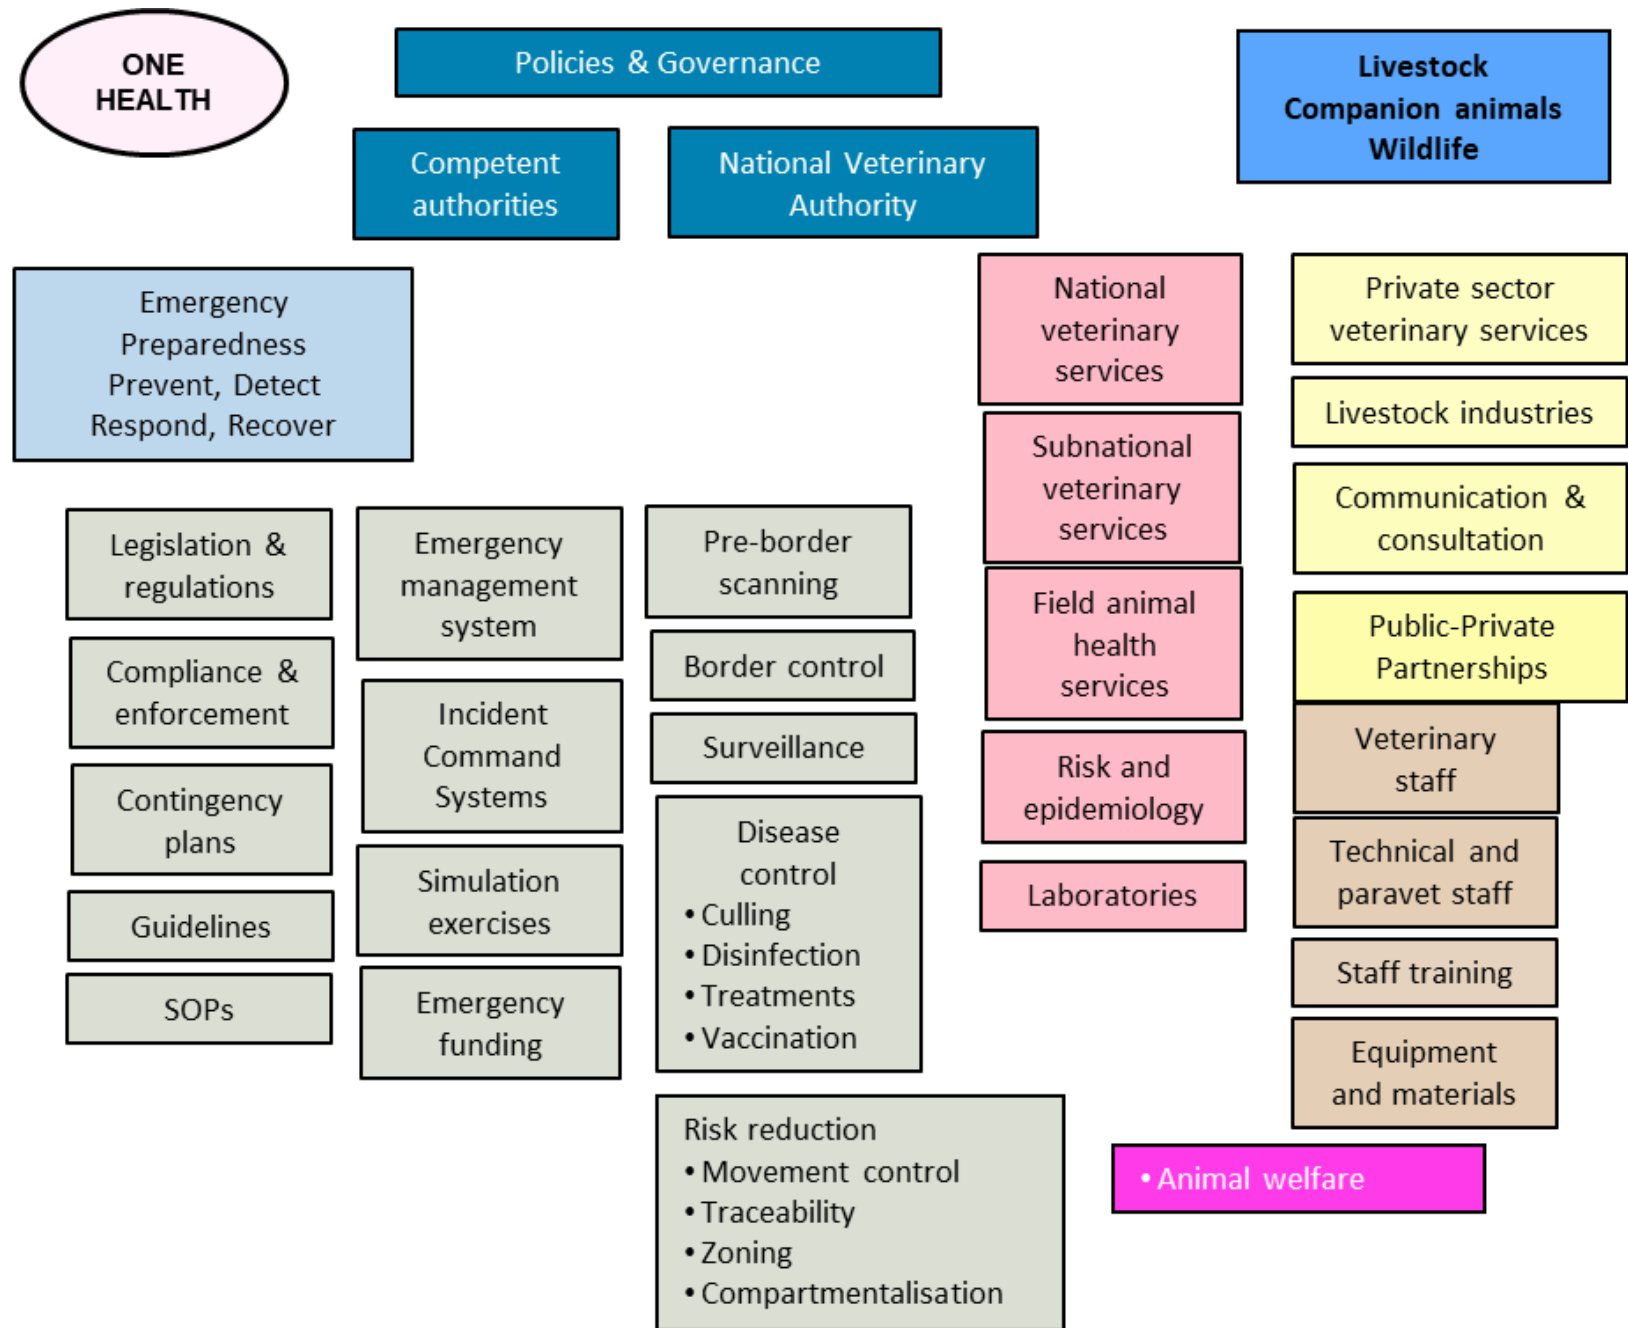 ONE
HEALTH
Policies & Governance
Livestock
Companion animals
Wildlife
Competent
authorities
National Veterinary
Authority
Emergency
Preparedness
Prevent, Detect
Respond, Recover
Legislation &
regulations
Compliance &
enforcement
Contingency
plans
Guidelines
SOPs
Emergency
management
system
Incident
Command
Systems
Simulation
exercises
Emergency
funding
Pre-border
scanning
Border control
Surveillance
Disease
control
• Culling
• Disinfection
• Treatments
• Vaccination
Risk reduction
• Movement control
• Traceability
• Zoning
• Compartmentalisation
National
veterinary
services
Subnational
veterinary
services
Field animal
health
services
Risk and
epidemiology
Laboratories
Private sector
veterinary services
Livestock industries
Communication &
consultation
Public-Private
Partnerships
Veterinary
staff
Technical and
paravet staff
Staff training
Equipment
and materials
• Animal welfare